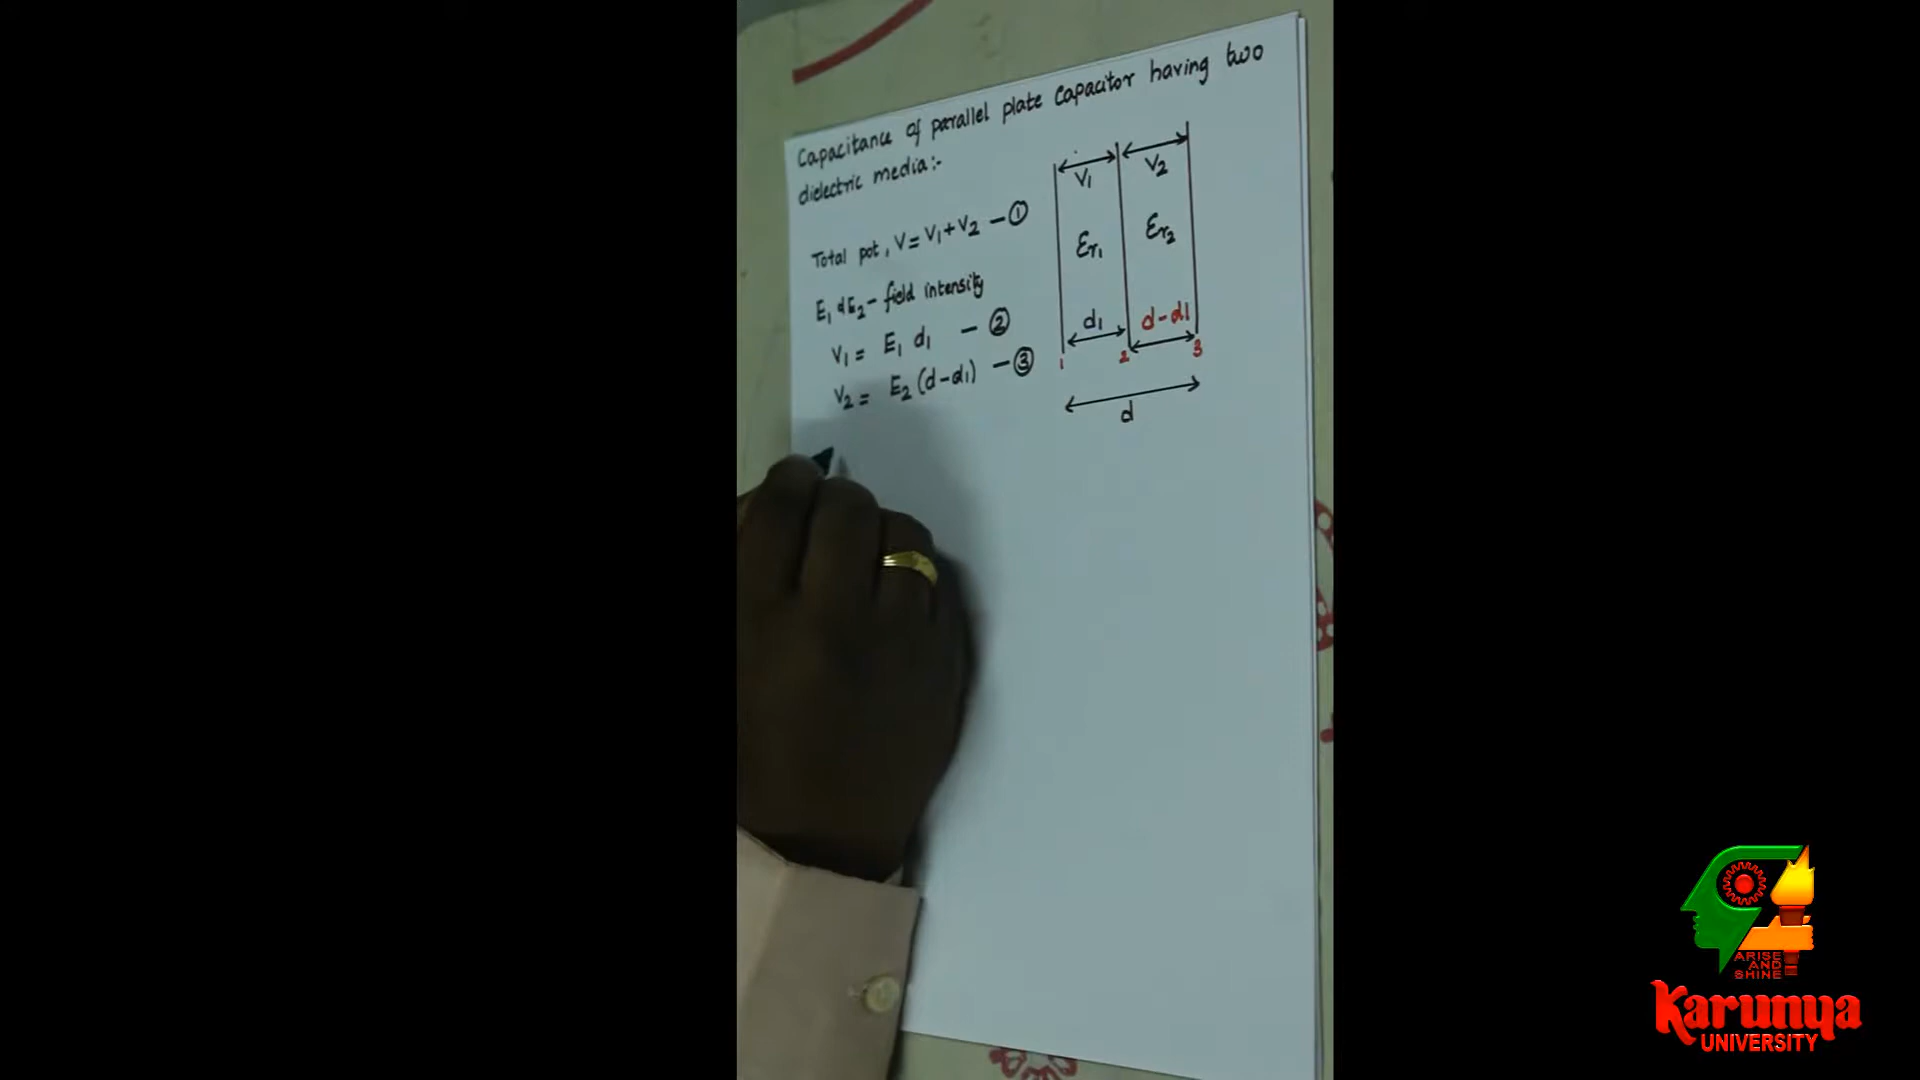 Capacitance of parallel plate Capacitor having two
dielectric media:-
Total pot, V = V1 + V2 — ①
E1 & E2 - field intensity
V1 = E1 d1 — ②
V2 = E2 (d-d1) — ③
V1 V2
εr1 εr2
d1 d-d1
1 2 3
d
ARISE
AND
SHINE
Karunya
UNIVERSITY